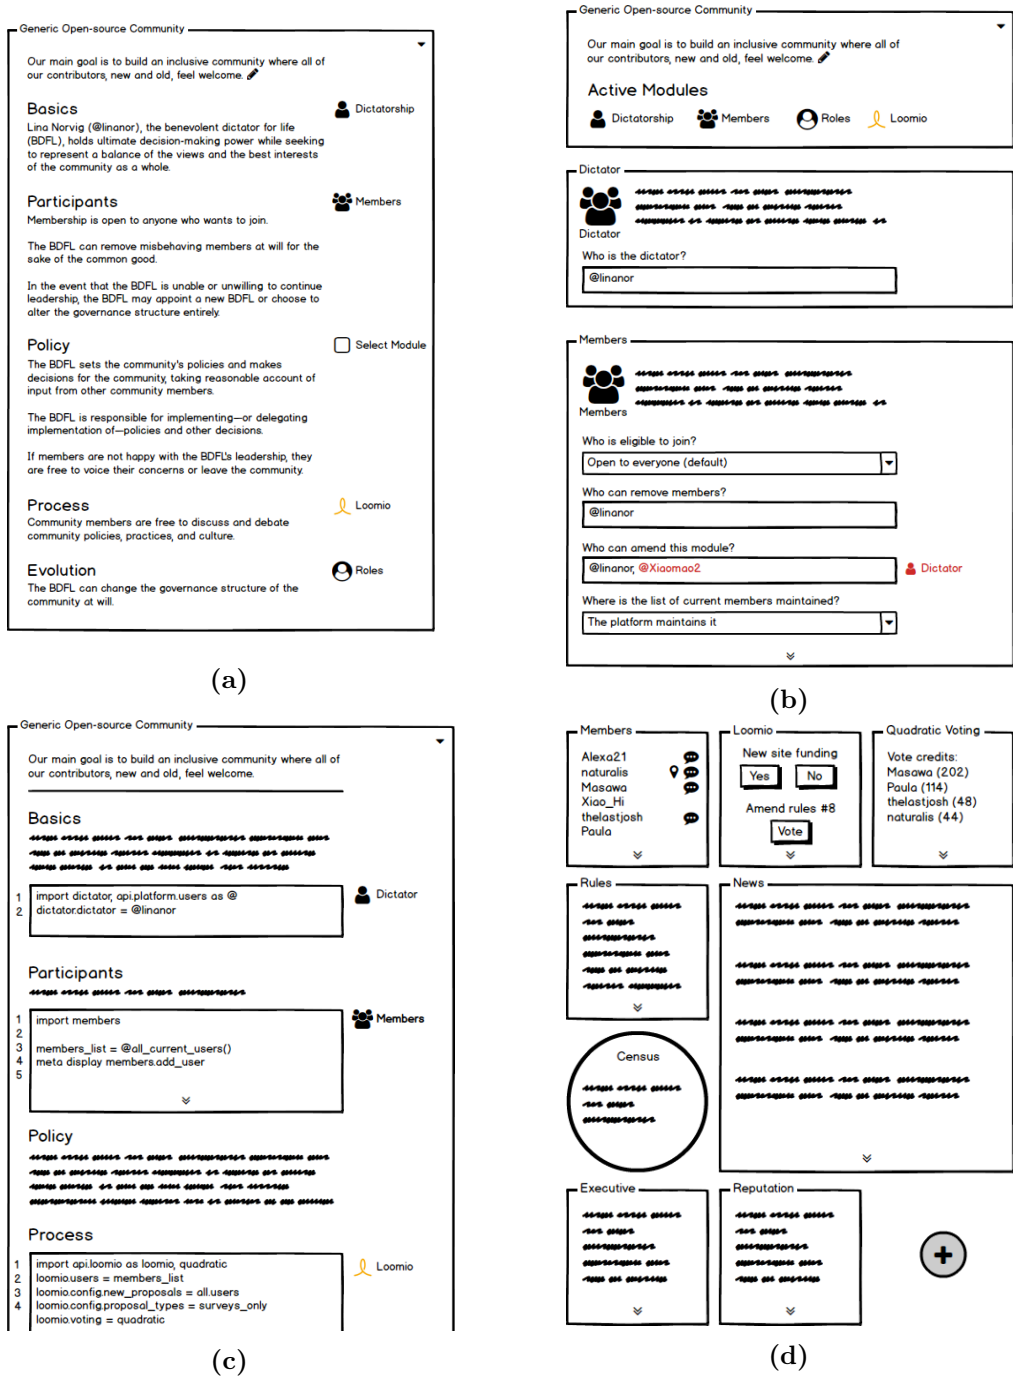 Generic Open-source Community
Our main goal is to build an inclusive community where all of
our contributors, new and old, feel welcome.
Basics
Dictatorship
Lina Norvig (@linanor), the benevolent dictator for life
(BDFL), holds ultimate decision-making power while seeking
to represent a balance of the views and the best interests
of the community as a whole.
Participants
Members
Membership is open to anyone who wants to join.
The BDFL can remove misbehaving members at will for the
sake of the common good.
In the event that the BDFL is unable or unwilling to continue
leadership, the BDFL may appoint a new BDFL or choose to
alter the governance structure entirely.
Policy
Select Module
The BDFL sets the community's policies and makes
decisions for the community, taking reasonable account of
input from other community members.
The BDFL is responsible for implementing—or delegating
implementation of—policies and other decisions.
If members are not happy with the BDFL's leadership, they
are free to voice their concerns or leave the community.
Process
Loomio
Community members are free to discuss and debate
community policies, practices, and culture.
Evolution
Roles
The BDFL can change the governance structure of the
community at will.
(a)
Generic Open-source Community
Our main goal is to build an inclusive community where all of
our contributors, new and old, feel welcome.
Active Modules
Dictatorship Members Roles Loomio
Dictator
Dictator
Who is the dictator?
@linanor
Members
Members
Who is eligible to join?
Open to everyone (default)
Who can remove members?
@linanor
Who can amend this module?
@linanor, @Xiaomao2
Dictator
Where is the list of current members maintained?
The platform maintains it
(b)
Generic Open-source Community
Our main goal is to build an inclusive community where all of
our contributors, new and old, feel welcome.
Basics
1 import dictator, api.platform.users as @
2 dictator.dictator = @linanor
Dictator
Participants
1 import members
2
3 members_list = @all_current_users()
4 meta display members.add_user
5
Members
Policy
Process
1 import api.loomio as loomio, quadratic
2 loomio.users = members_list
3 loomio.config.new_proposals = all.users
4 loomio.config.proposal_types = surveys_only
loomio.voting = quadratic
Loomio
(c)
Members
Alexa21
naturalis
Masawa
Xiao_Hi
thelastjosh
Paula
Loomio
New site funding
Yes No
Amend rules #8
Vote
Quadratic Voting
Vote credits:
Masawa (202)
Paula (114)
thelastjosh (48)
naturalis (44)
Rules
News
Census
Executive
Reputation
(d)